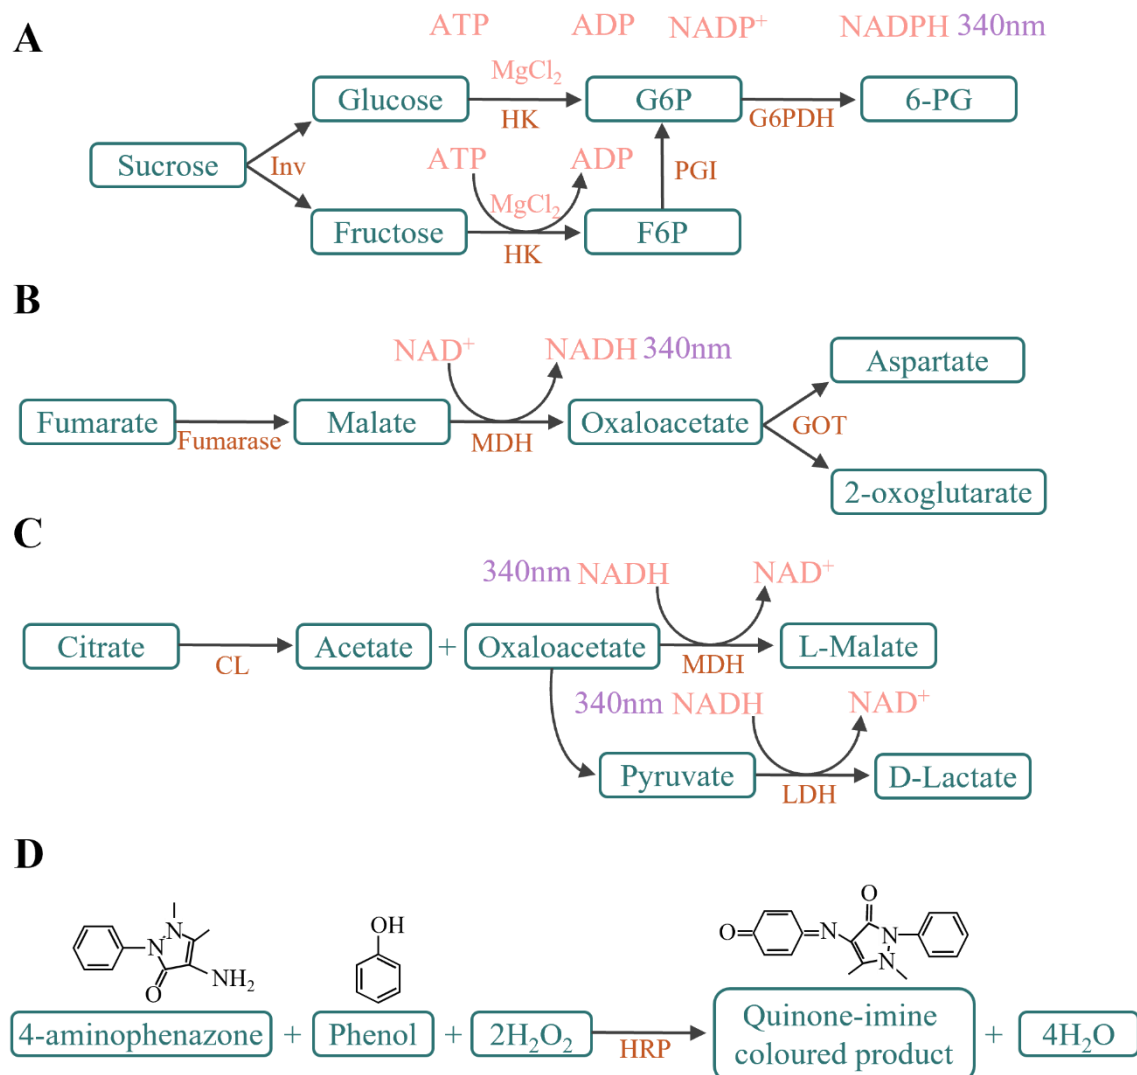 A
ATP ADP NADP⁺ NADPH 340nm
MgCl₂
Glucose G6P 6-PG
HK G6PDH
Sucrose Inv ATP ADP PGI
MgCl₂
Fructose F6P
HK
B
NAD⁺ NADH 340nm
Aspartate
Fumarate Malate Oxaloacetate
Fumarase MDH GOT
2-oxoglutarate
C
340nm NADH NAD⁺
Citrate Acetate + Oxaloacetate L-Malate
CL MDH
340nm NADH NAD⁺
Pyruvate D-Lactate
LDH
D
N N O NH₂
OH
O N O N N
4-aminophenazone + Phenol + 2H₂O₂ HRP Quinone-imine
coloured product + 4H₂O